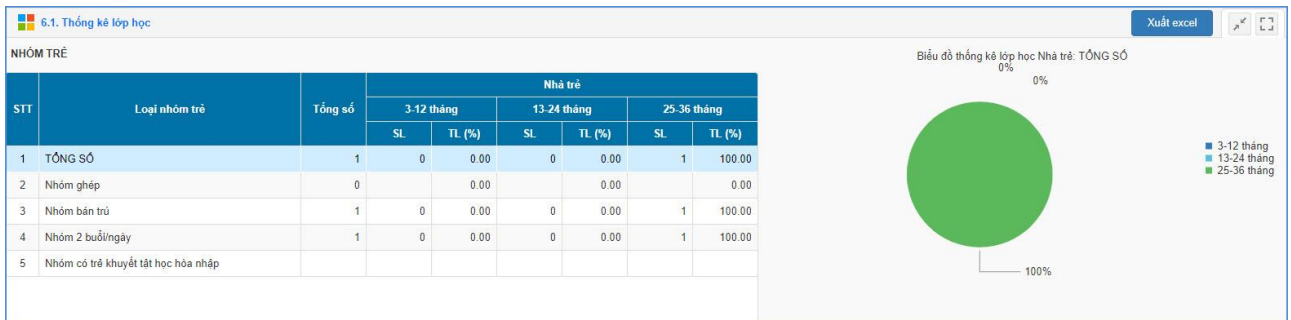 6.1. Thống kê lớp học
Xuất excel
NHÓM TRẺ
STT Loại nhóm trẻ Tổng số Nhà trẻ
3-12 tháng 13-24 tháng 25-36 tháng
SL TL (%) SL TL (%) SL TL (%)
1 TỔNG SỐ 1 0 0.00 0 0.00 1 100.00
2 Nhóm ghép 0 0.00 0.00 0.00
3 Nhóm bán trú 1 0 0.00 0 0.00 1 100.00
4 Nhóm 2 buổi/ngày 1 0 0.00 0 0.00 1 100.00
5 Nhóm có trẻ khuyết tật học hòa nhập
Biểu đồ thống kê lớp học Nhà trẻ: TỔNG SỐ
0%
0%
100%
3-12 tháng
13-24 tháng
25-36 tháng